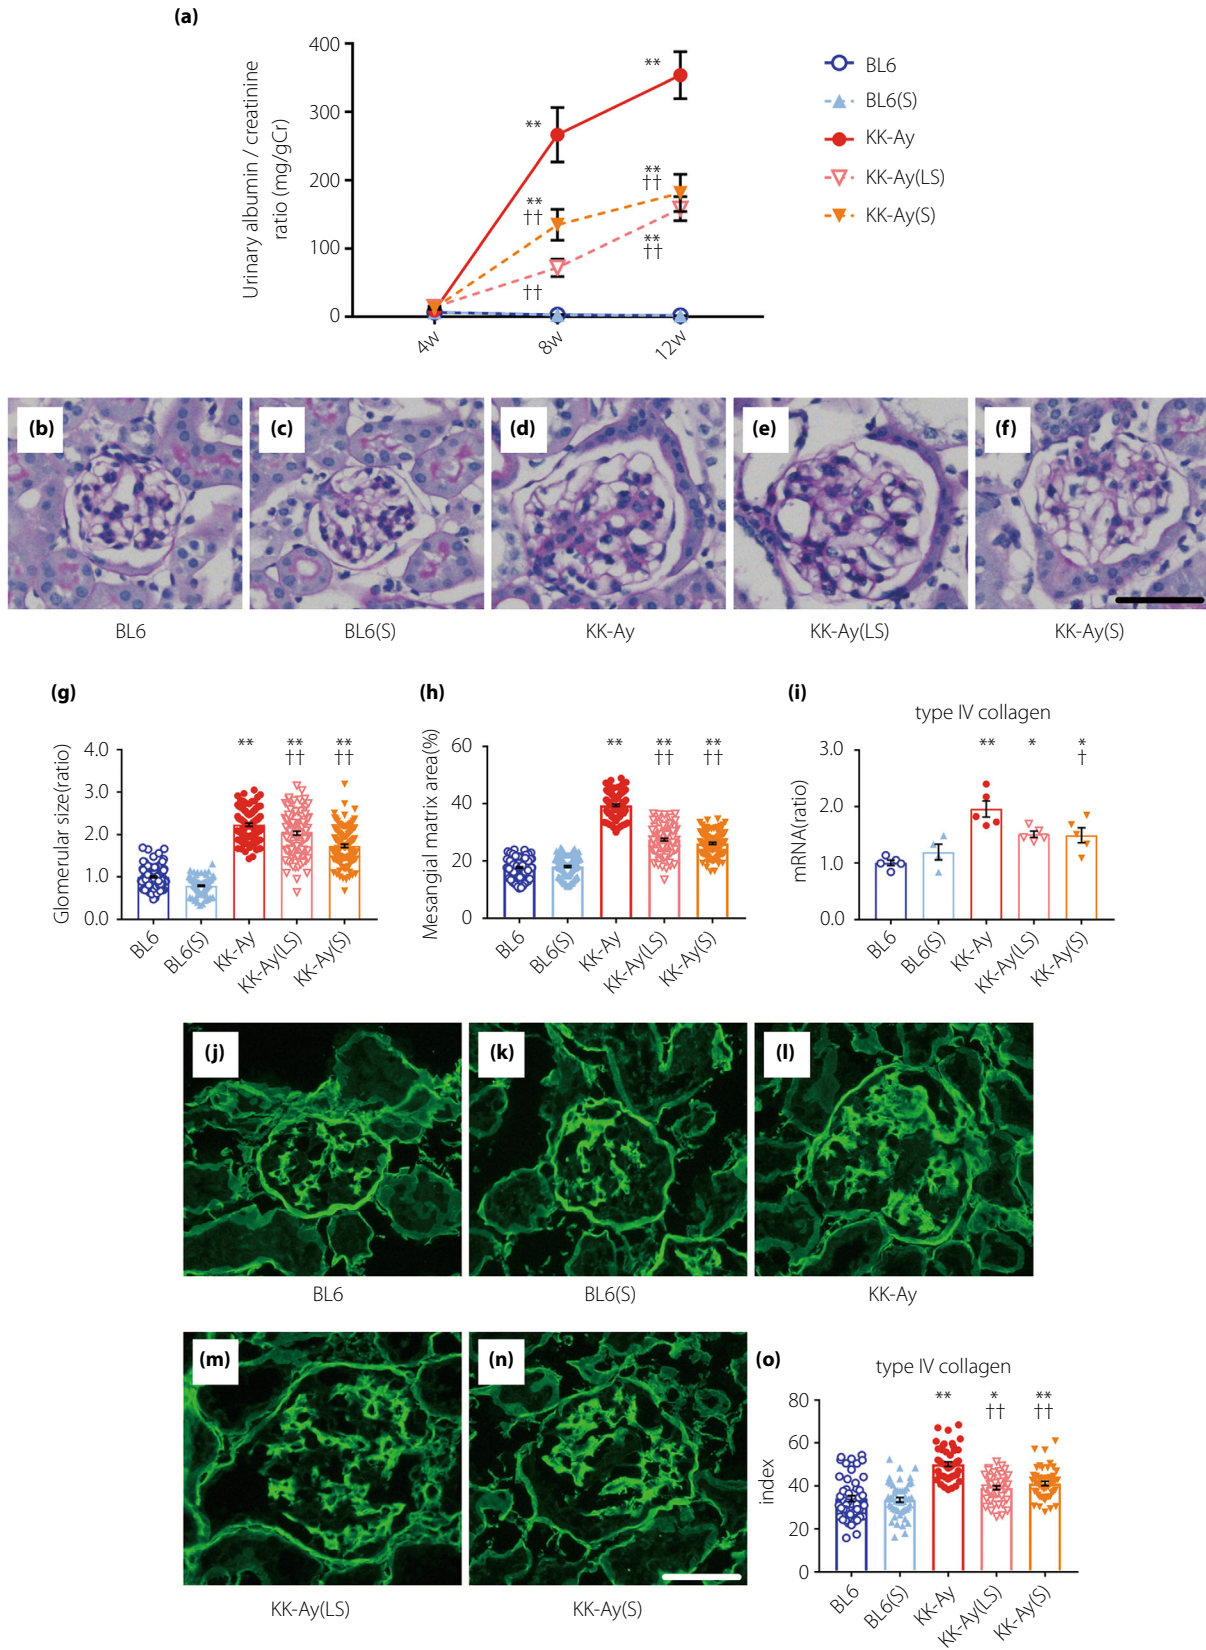 (a)
Urinary albumin / creatinine
ratio (mg/gCr)
400
300
200
100
0
4w
8w
12w
**
**
**
††
††
**
††
**
††
BL6
BL6(S)
KK-Ay
KK-Ay(LS)
KK-Ay(S)
(b)
(c)
(d)
(e)
(f)
BL6
BL6(S)
KK-Ay
KK-Ay(LS)
KK-Ay(S)
(g)
Glomerular size(ratio)
4.0
3.0
2.0
1.0
0.0
**
**
††
**
††
BL6
BL6(S)
KK-Ay
KK-Ay(LS)
KK-Ay(S)
(h)
Mesangial matrix area(%)
60
40
20
0
**
**
††
**
††
BL6
BL6(S)
KK-Ay
KK-Ay(LS)
KK-Ay(S)
(i)
type IV collagen
mRNA(ratio)
3.0
2.0
1.0
0.0
**
*
*
†
BL6
BL6(S)
KK-Ay
KK-Ay(LS)
KK-Ay(S)
(j)
(k)
(l)
BL6
BL6(S)
KK-Ay
(m)
(n)
KK-Ay(LS)
KK-Ay(S)
(o)
type IV collagen
index
80
60
40
20
0
**
*
††
**
††
BL6
BL6(S)
KK-Ay
KK-Ay(LS)
KK-Ay(S)